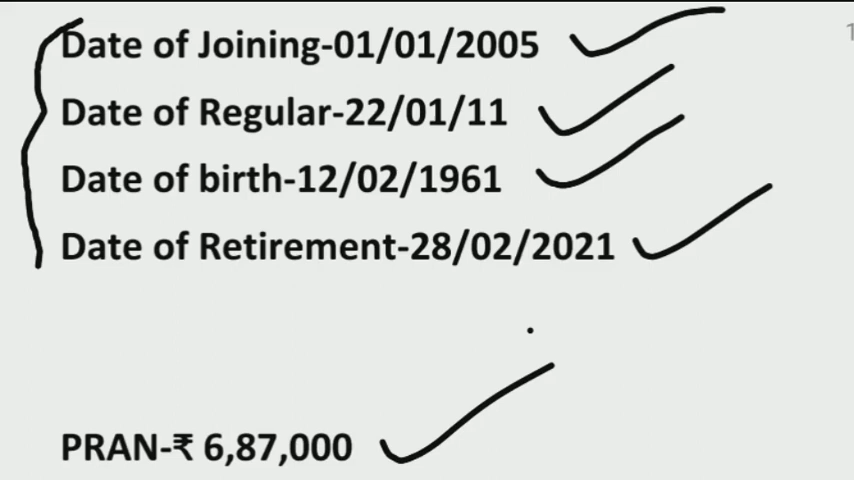 Date of Joining-01/01/2005
Date of Regular-22/01/11
Date of birth-12/02/1961
Date of Retirement-28/02/2021
PRAN-₹ 6,87,000